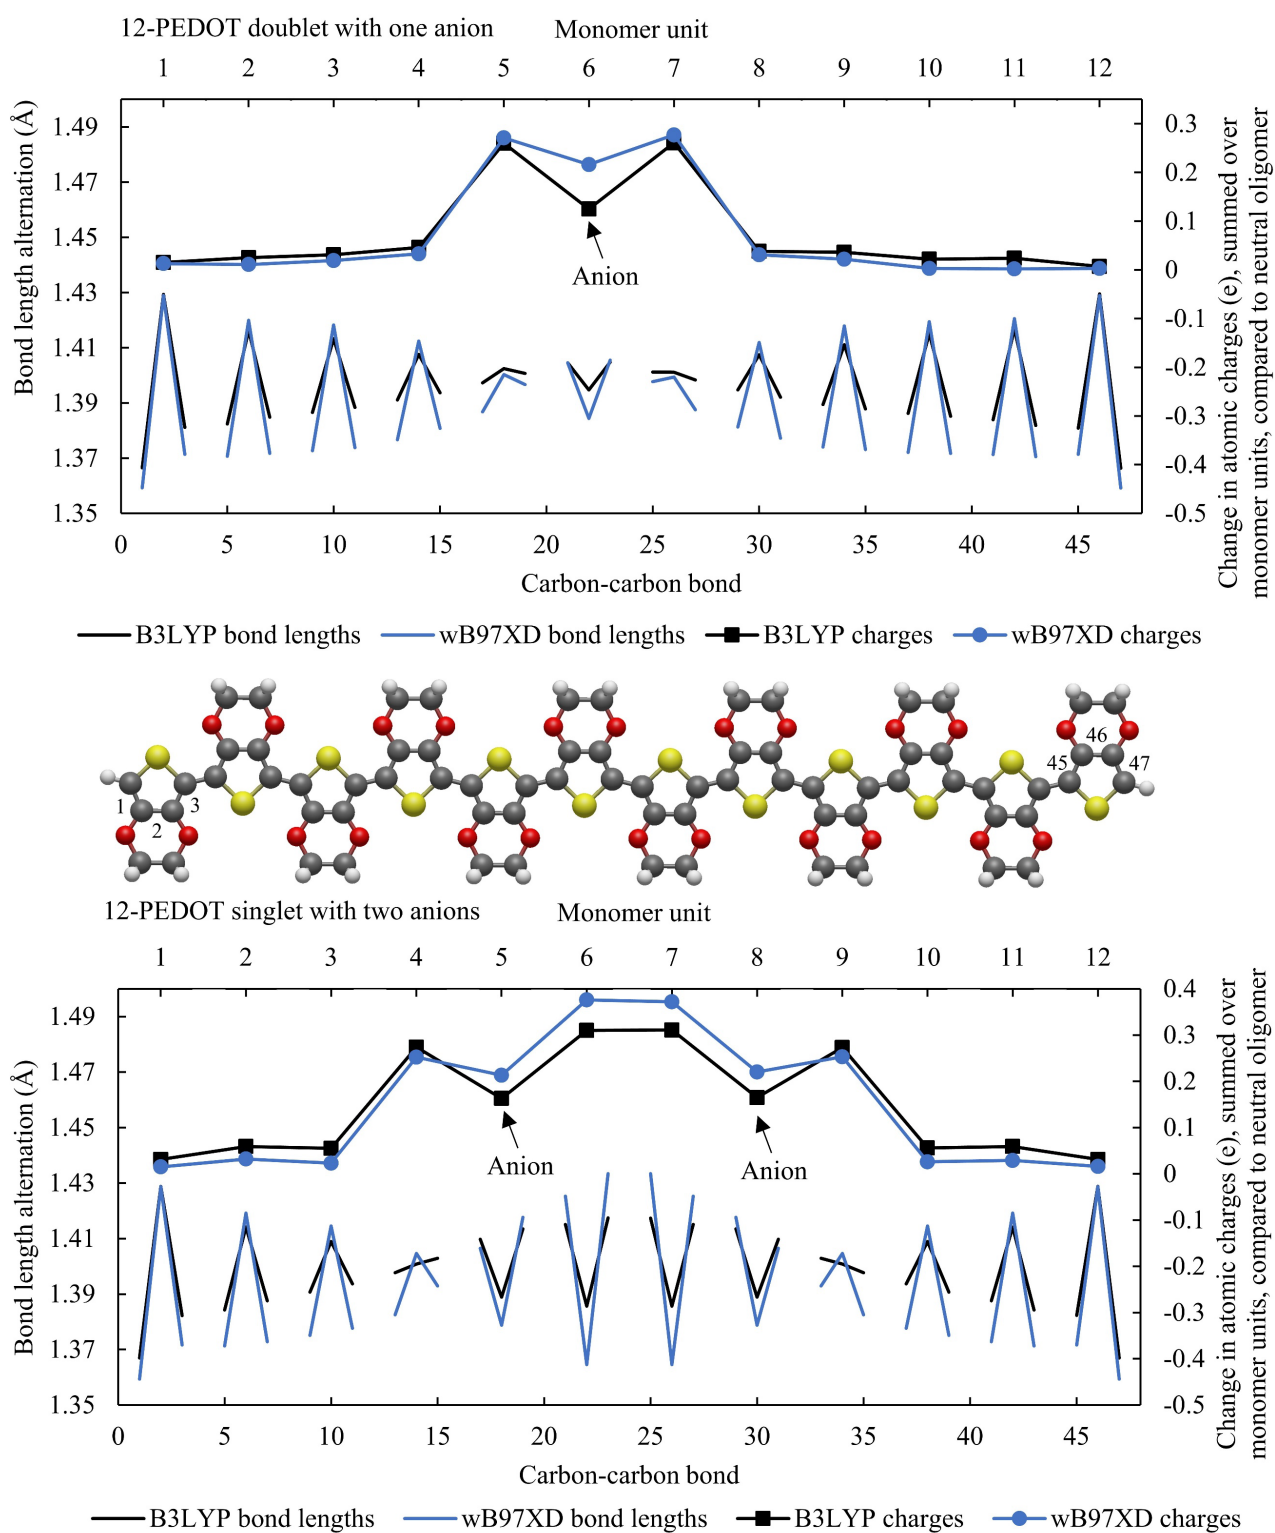 12-PEDOT doublet with one anion Monomer unit
1 2 3 4 5 6 7 8 9 10 11 12
Bond length alternation (Å)
1.49
1.47
1.45
1.43
1.41
1.39
1.37
1.35
0.3
0.2
0.1
0
-0.1
-0.2
-0.3
-0.4
-0.5
Change in atomic charges (e), summed over
monomer units, compared to neutral oligomer
Anion
0 5 10 15 20 25 30 35 40 45
Carbon-carbon bond
B3LYP bond lengths wB97XD bond lengths B3LYP charges wB97XD charges
1 2 3
45 46 47
12-PEDOT singlet with two anions Monomer unit
1 2 3 4 5 6 7 8 9 10 11 12
Bond length alternation (Å)
1.49
1.47
1.45
1.43
1.41
1.39
1.37
1.35
0.4
0.3
0.2
0.1
0
-0.1
-0.2
-0.3
-0.4
-0.5
Change in atomic charges (e), summed over
monomer units, compared to neutral oligomer
Anion
Anion
0 5 10 15 20 25 30 35 40 45
Carbon-carbon bond
B3LYP bond lengths wB97XD bond lengths B3LYP charges wB97XD charges